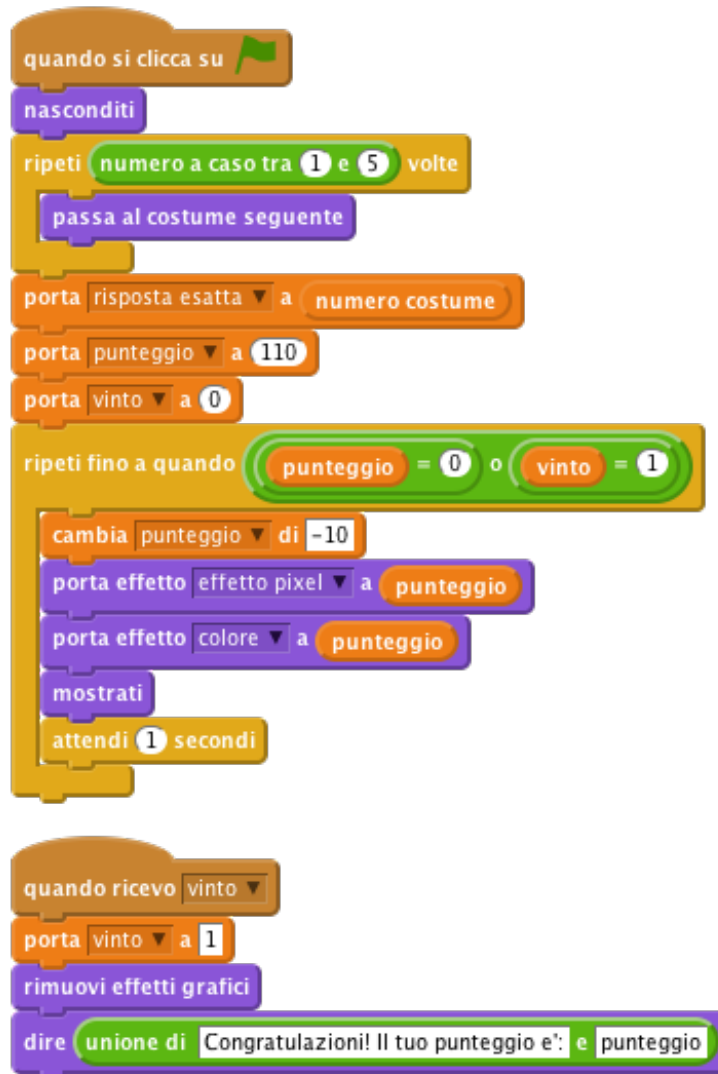 quando si clicca su
nasconditi
ripeti numero a caso tra 1 e 5 volte
passa al costume seguente
porta risposta esatta a numero costume
porta punteggio a 110
porta vinto a 0
ripeti fino a quando punteggio = 0 o vinto = 1
cambia punteggio di -10
porta effetto effetto pixel a punteggio
porta effetto colore a punteggio
mostrati
attendi 1 secondi
quando ricevo vinto
porta vinto a 1
rimuovi effetti grafici
dire unione di Congratulazioni! Il tuo punteggio e': e punteggio